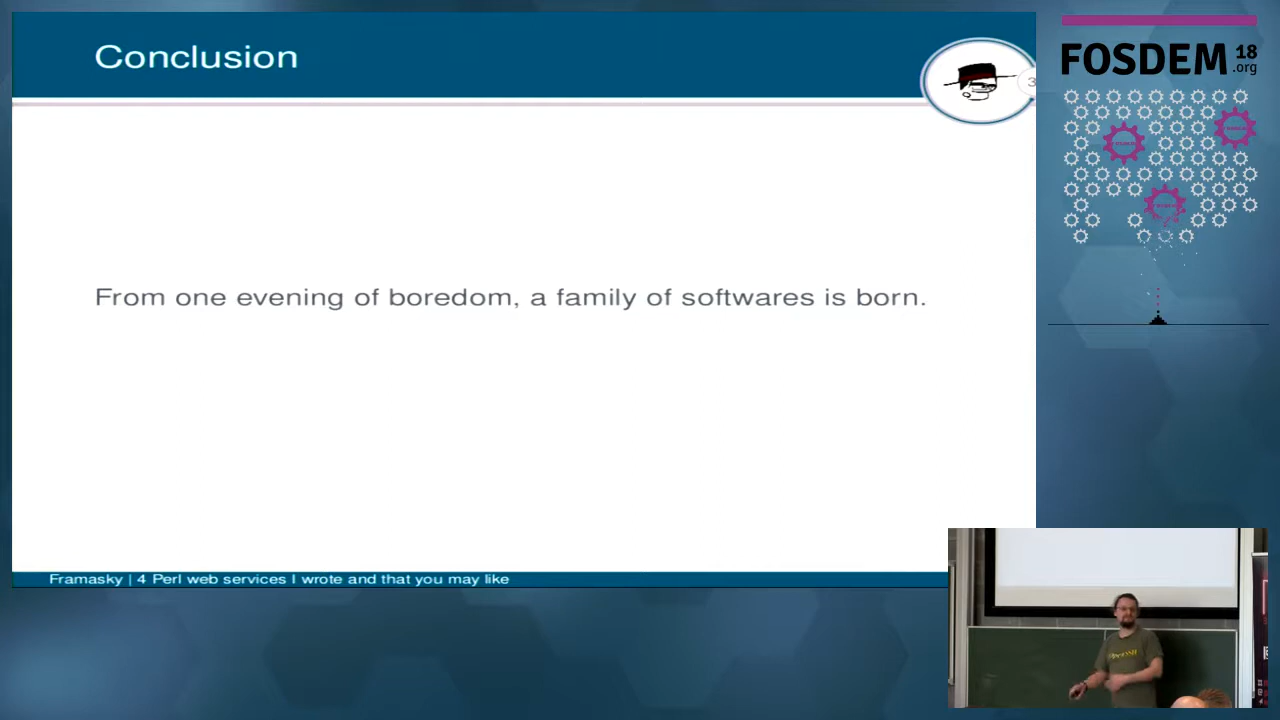 Conclusion
3
From one evening of boredom, a family of softwares is born.
Framasky | 4 Perl web services I wrote and that you may like
FOSDEM 18
.org